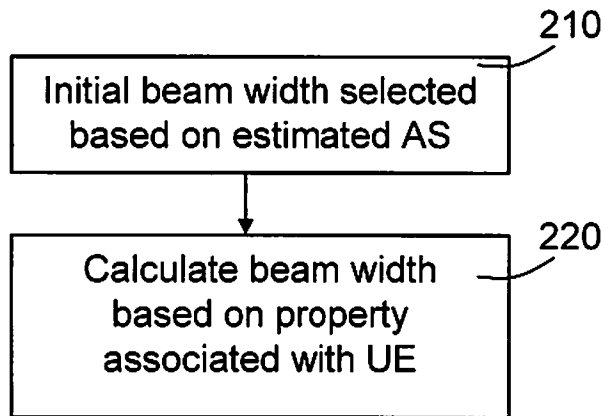 210
Initial beam width selected
based on estimated AS
220
Calculate beam width
based on property
associated with UE